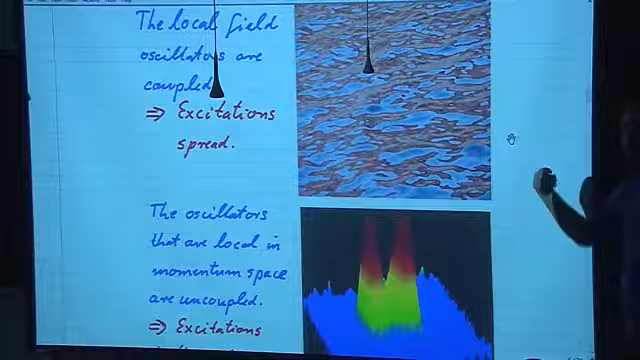 The local field
oscillators are
coupled
⇒ Excitations
spread.
The oscillators
that are local in
momentum space
are uncoupled.
⇒ Excitations